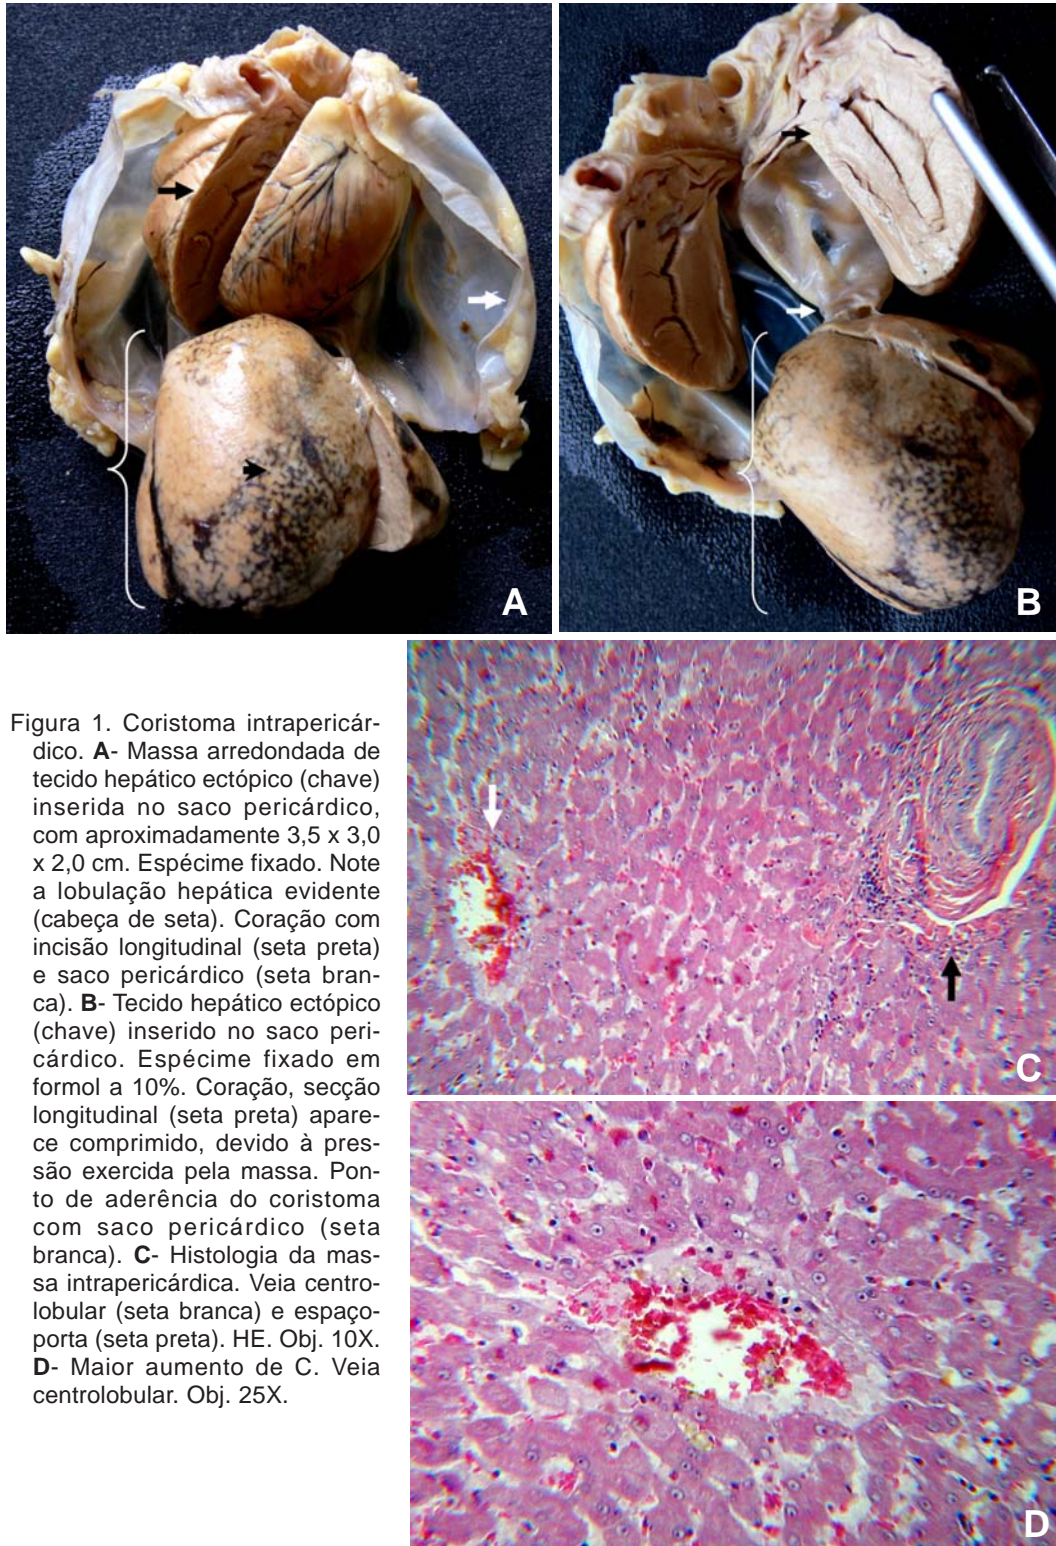 A
B
Figura 1. Coristoma intrapericár-
dico. A- Massa arredondada de
tecido hepático ectópico (chave)
inserida no saco pericárdico,
com aproximadamente 3,5 x 3,0
x 2,0 cm. Espécime fixado. Note
a lobulação hepática evidente
(cabeça de seta). Coração com
incisão longitudinal (seta preta)
e saco pericárdico (seta bran-
ca). B- Tecido hepático ectópico
(chave) inserido no saco peri-
cárdico. Espécime fixado em
formol a 10%. Coração, secção
longitudinal (seta preta) apare-
ce comprimido, devido à pres-
são exercida pela massa. Pon-
to de aderência do coristoma
com saco pericárdico (seta
branca). C- Histologia da mas-
sa intrapericárdica. Veia centro-
lobular (seta branca) e espaço-
porta (seta preta). HE. Obj. 10X.
D- Maior aumento de C. Veia
centrolobular. Obj. 25X.
C
D